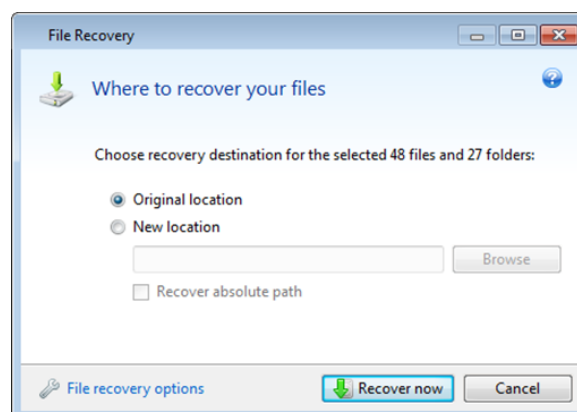 File Recovery
Where to recover your files
Choose recovery destination for the selected 48 files and 27 folders:
Original location
New location
Browse
Recover absolute path
File recovery options
Recover now
Cancel